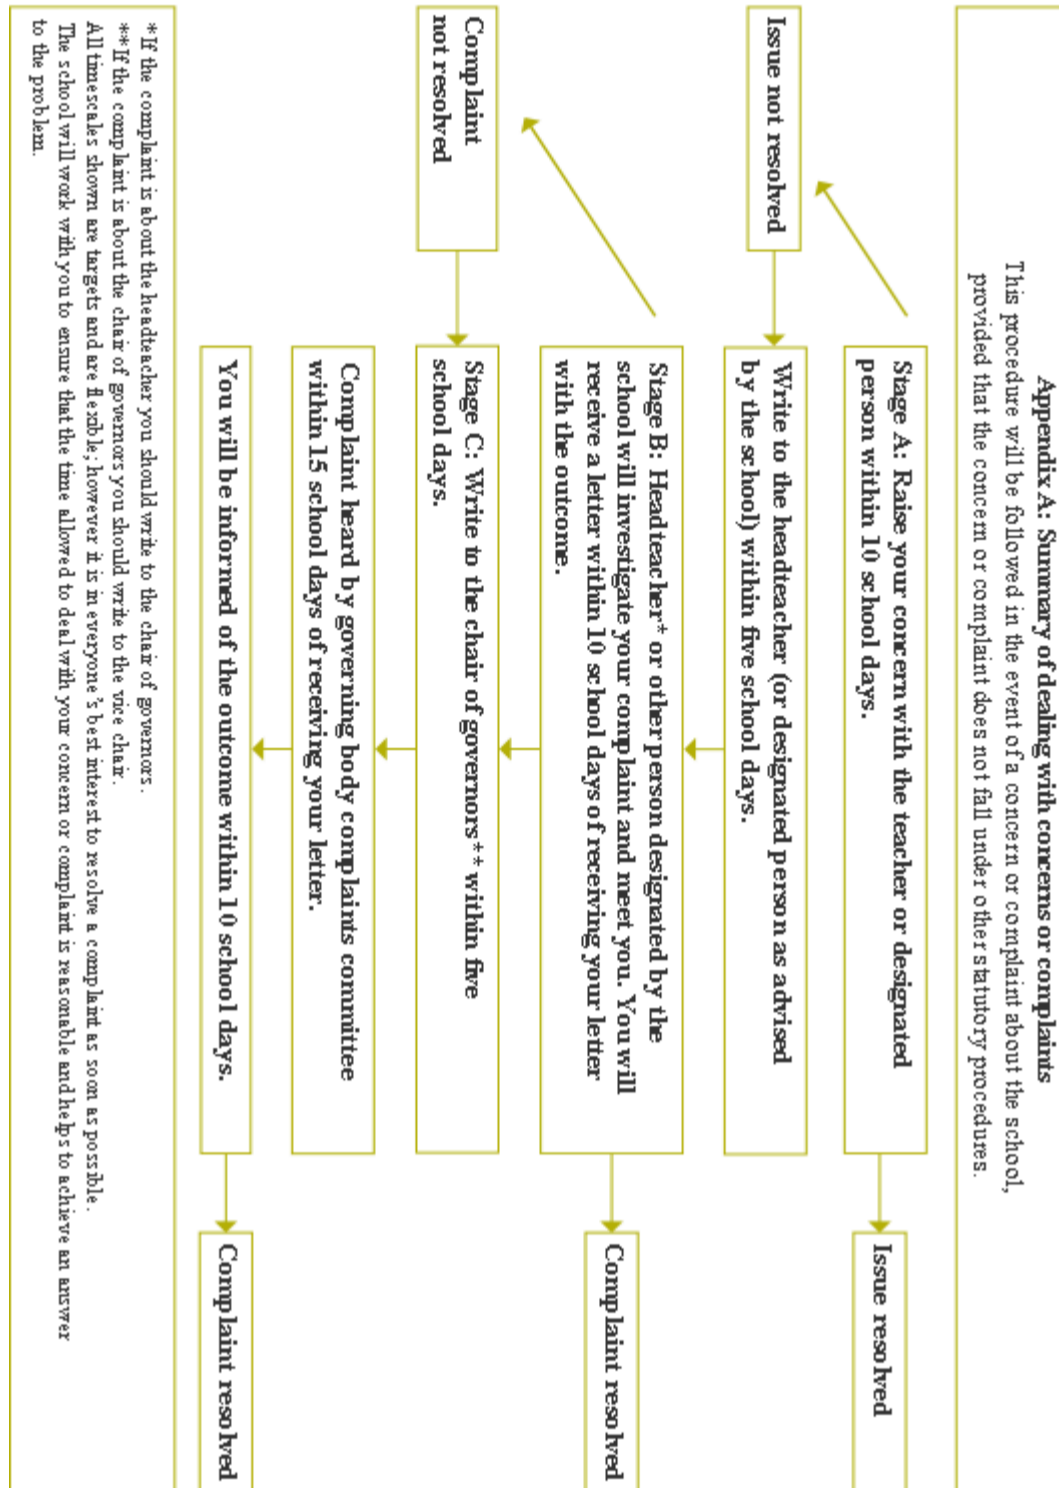 Appendix A: Summary of dealing with concerns or complaints
This procedure will be followed in the event of a concern or complaint about the school,
provided that the concern or complaint does not fall under other statutory procedures.
Stage A: Raise your concern with the teacher or designated
person within 10 school days.
Issue resolved
Issue not resolved
Write to the headteacher (or designated person as advised
by the school) within five school days.
Stage B: Headteacher* or other person designated by the
school will investigate your complaint and meet you. You will
receive a letter within 10 school days of receiving your letter
with the outcome.
Complaint resolved
Complaint
not resolved
Stage C: Write to the chair of governors** within five
school days.
Complaint heard by governing body complaints committee
within 15 school days of receiving your letter.
You will be informed of the outcome within 10 school days.
Complaint resolved
*If the complaint is about the headteacher you should write to the chair of governors.
**If the complaint is about the chair of governors you should write to the vice chair.
All timescales shown are targets and are flexible; however it is in everyone's best interest to resolve a complaint as soon as possible.
The school will work with you to ensure that the time allowed to deal with your concern or complaint is reasonable and helps to achieve an answer
to the problem.